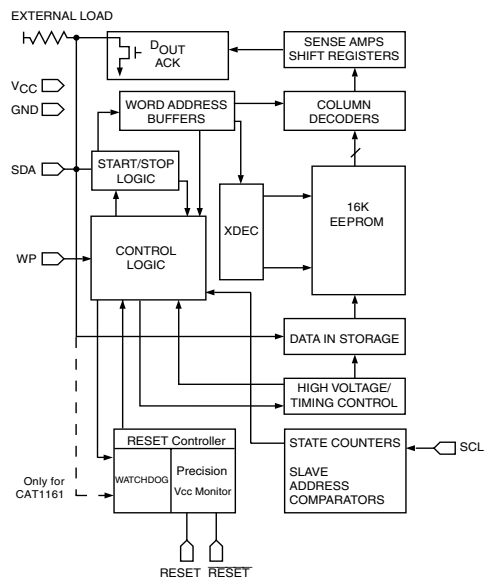 EXTERNAL LOAD
DOUT
ACK
SENSE AMPS
SHIFT REGISTERS
VCC
GND
WORD ADDRESS
BUFFERS
COLUMN
DECODERS
SDA
START/STOP
LOGIC
XDEC
16K
EEPROM
WP
CONTROL
LOGIC
DATA IN STORAGE
HIGH VOLTAGE/
TIMING CONTROL
RESET Controller
WATCHDOG
Precision
Vcc Monitor
STATE COUNTERS
SLAVE
ADDRESS
COMPARATORS
SCL
Only for
CAT1161
RESET RESET